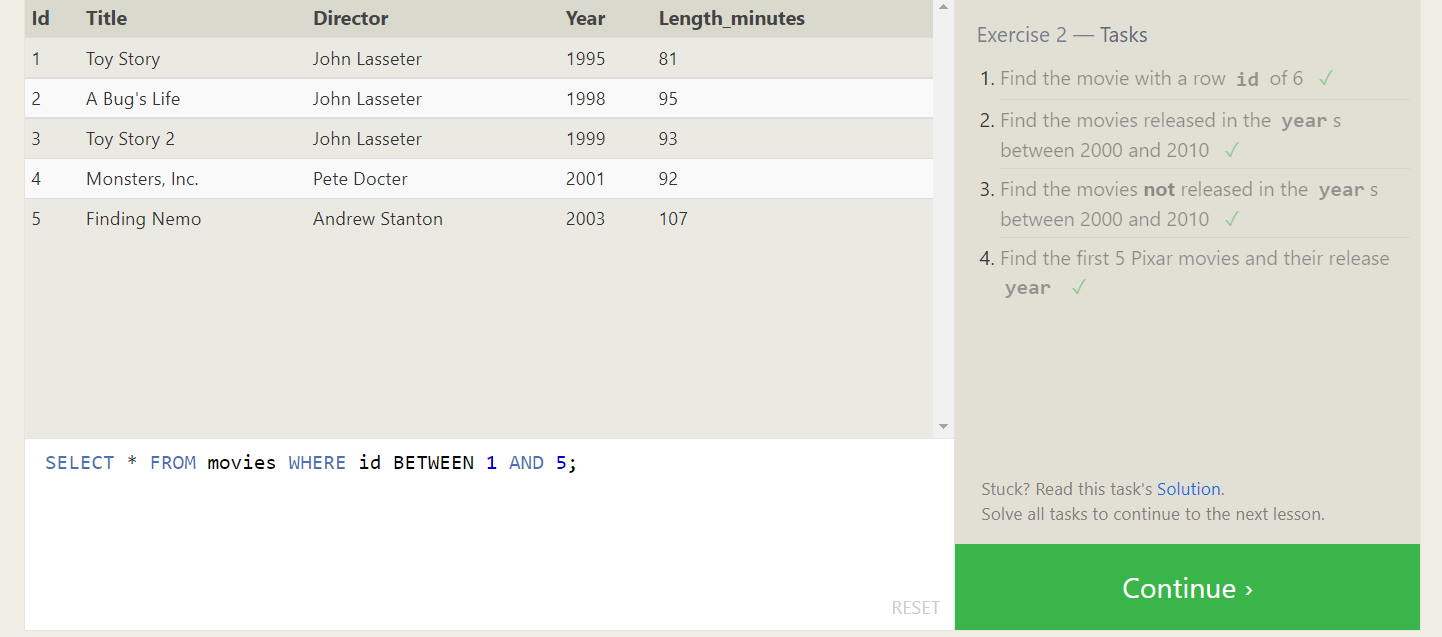 Id Title Director Year Length_minutes
1 Toy Story John Lasseter 1995 81
2 A Bug's Life John Lasseter 1998 95
3 Toy Story 2 John Lasseter 1999 93
4 Monsters, Inc. Pete Docter 2001 92
5 Finding Nemo Andrew Stanton 2003 107
SELECT * FROM movies WHERE id BETWEEN 1 AND 5;
RESET
Exercise 2 — Tasks
1. Find the movie with a row id of 6 ✓
2. Find the movies released in the year s
between 2000 and 2010 ✓
3. Find the movies not released in the year s
between 2000 and 2010 ✓
4. Find the first 5 Pixar movies and their release
year ✓
Stuck? Read this task's Solution.
Solve all tasks to continue to the next lesson.
Continue ›